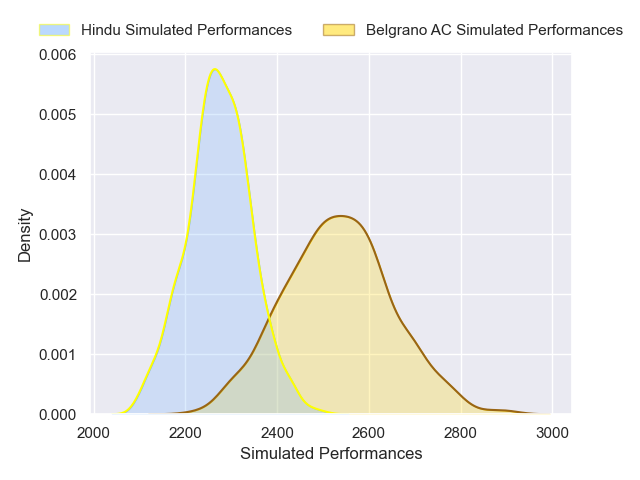 Hindu Simulated Performances
Belgrano AC Simulated Performances
0.006
0.005
0.004
0.003
0.002
0.001
0.000
Density
2000 2200 2400 2600 2800 3000
Simulated Performances